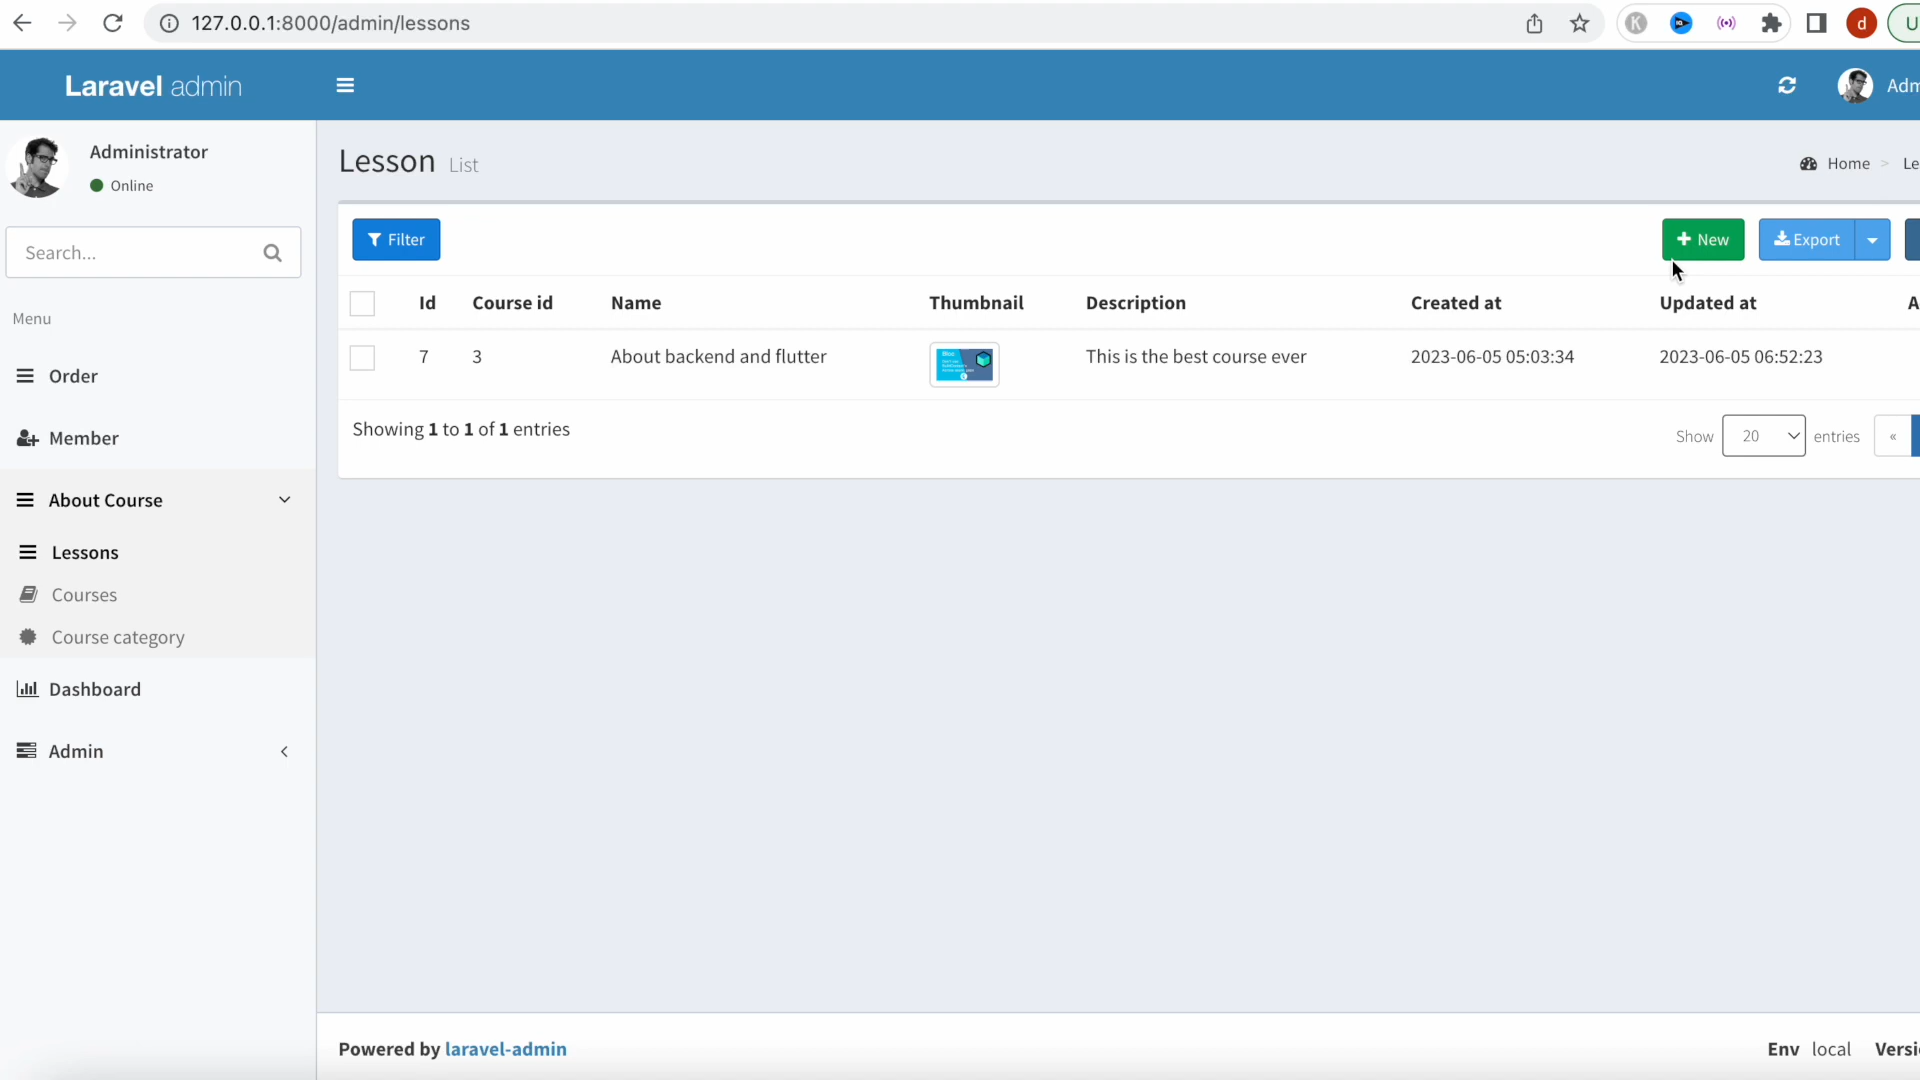 127.0.0.1:8000/admin/lessons
K
d
U
Laravel admin
Adm
Administrator
Online
Search...
Menu
Order
Member
About Course
Lessons
Courses
Course category
Dashboard
Admin
Lesson List
Home > Le
Filter
New
Export
Id Course id Name Thumbnail Description Created at Updated at A
7 3 About backend and flutter This is the best course ever 2023-06-05 05:03:34 2023-06-05 06:52:23
Bloc
Showing 1 to 1 of 1 entries
Show 20 entries «
Powered by laravel-admin
Env local Versi